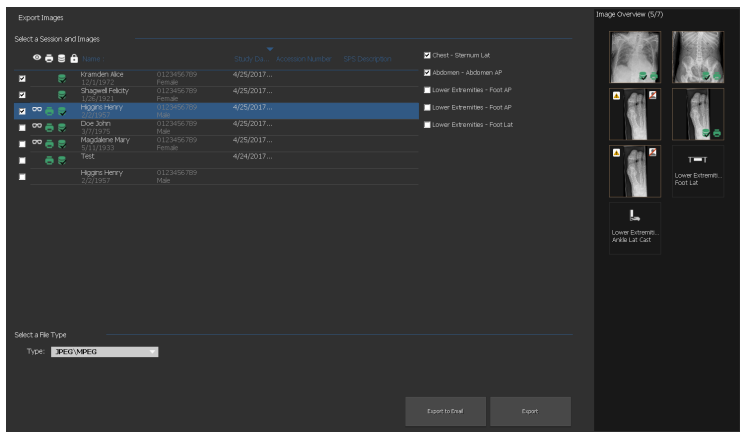 Export Images
Image Overview (5/7)
Select a Session and Images
Name
Study Da... Accession Number SPS Description
Kramden Alice 0123456789 4/25/2017...
12/1/1972 Female
Shagwell Felicity 0123456789 4/25/2017...
1/26/1921 Female
Higgins Henry 0123456789 4/25/2017...
2/2/1957 Male
Doe John 0123456789 4/25/2017...
3/7/1975 Male
Magdalene Mary 0123456789 4/25/2017...
5/11/1933 Female
Test 4/24/2017...
Higgins Henry 0123456789
2/2/1957 Male
Chest - Sternum Lat
Abdomen - Abdomen AP
Lower Extremities - Foot AP
Lower Extremities - Foot AP
Lower Extremities - Foot Lat
Lower Extremiti...
Foot Lat
Lower Extremiti...
Ankle Lat Cast
Select a File Type
Type: JPEG\MPEG
Export to Email
Export